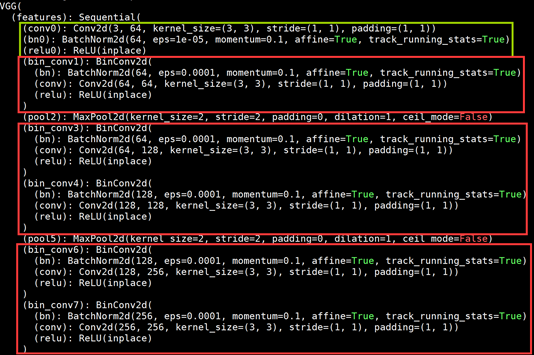 VGG(
(features): Sequential(
(conv0): Conv2d(3, 64, kernel_size=(3, 3), stride=(1, 1), padding=(1, 1))
(bn0): BatchNorm2d(64, eps=1e-05, momentum=0.1, affine=True, track_running_stats=True)
(relu0): ReLU(inplace)
(bin_conv1): BinConv2d(
(bn): BatchNorm2d(64, eps=0.0001, momentum=0.1, affine=True, track_running_stats=True)
(conv): Conv2d(64, 64, kernel_size=(3, 3), stride=(1, 1), padding=(1, 1))
(relu): ReLU(inplace)
)
(pool2): MaxPool2d(kernel_size=2, stride=2, padding=0, dilation=1, ceil_mode=False)
(bin_conv3): BinConv2d(
(bn): BatchNorm2d(64, eps=0.0001, momentum=0.1, affine=True, track_running_stats=True)
(conv): Conv2d(64, 128, kernel_size=(3, 3), stride=(1, 1), padding=(1, 1))
(relu): ReLU(inplace)
)
(bin_conv4): BinConv2d(
(bn): BatchNorm2d(128, eps=0.0001, momentum=0.1, affine=True, track_running_stats=True)
(conv): Conv2d(128, 128, kernel_size=(3, 3), stride=(1, 1), padding=(1, 1))
(relu): ReLU(inplace)
)
(pool5): MaxPool2d(kernel_size=2, stride=2, padding=0, dilation=1, ceil_mode=False)
(bin_conv6): BinConv2d(
(bn): BatchNorm2d(128, eps=0.0001, momentum=0.1, affine=True, track_running_stats=True)
(conv): Conv2d(128, 256, kernel_size=(3, 3), stride=(1, 1), padding=(1, 1))
(relu): ReLU(inplace)
)
(bin_conv7): BinConv2d(
(bn): BatchNorm2d(256, eps=0.0001, momentum=0.1, affine=True, track_running_stats=True)
(conv): Conv2d(256, 256, kernel_size=(3, 3), stride=(1, 1), padding=(1, 1))
(relu): ReLU(inplace)
)